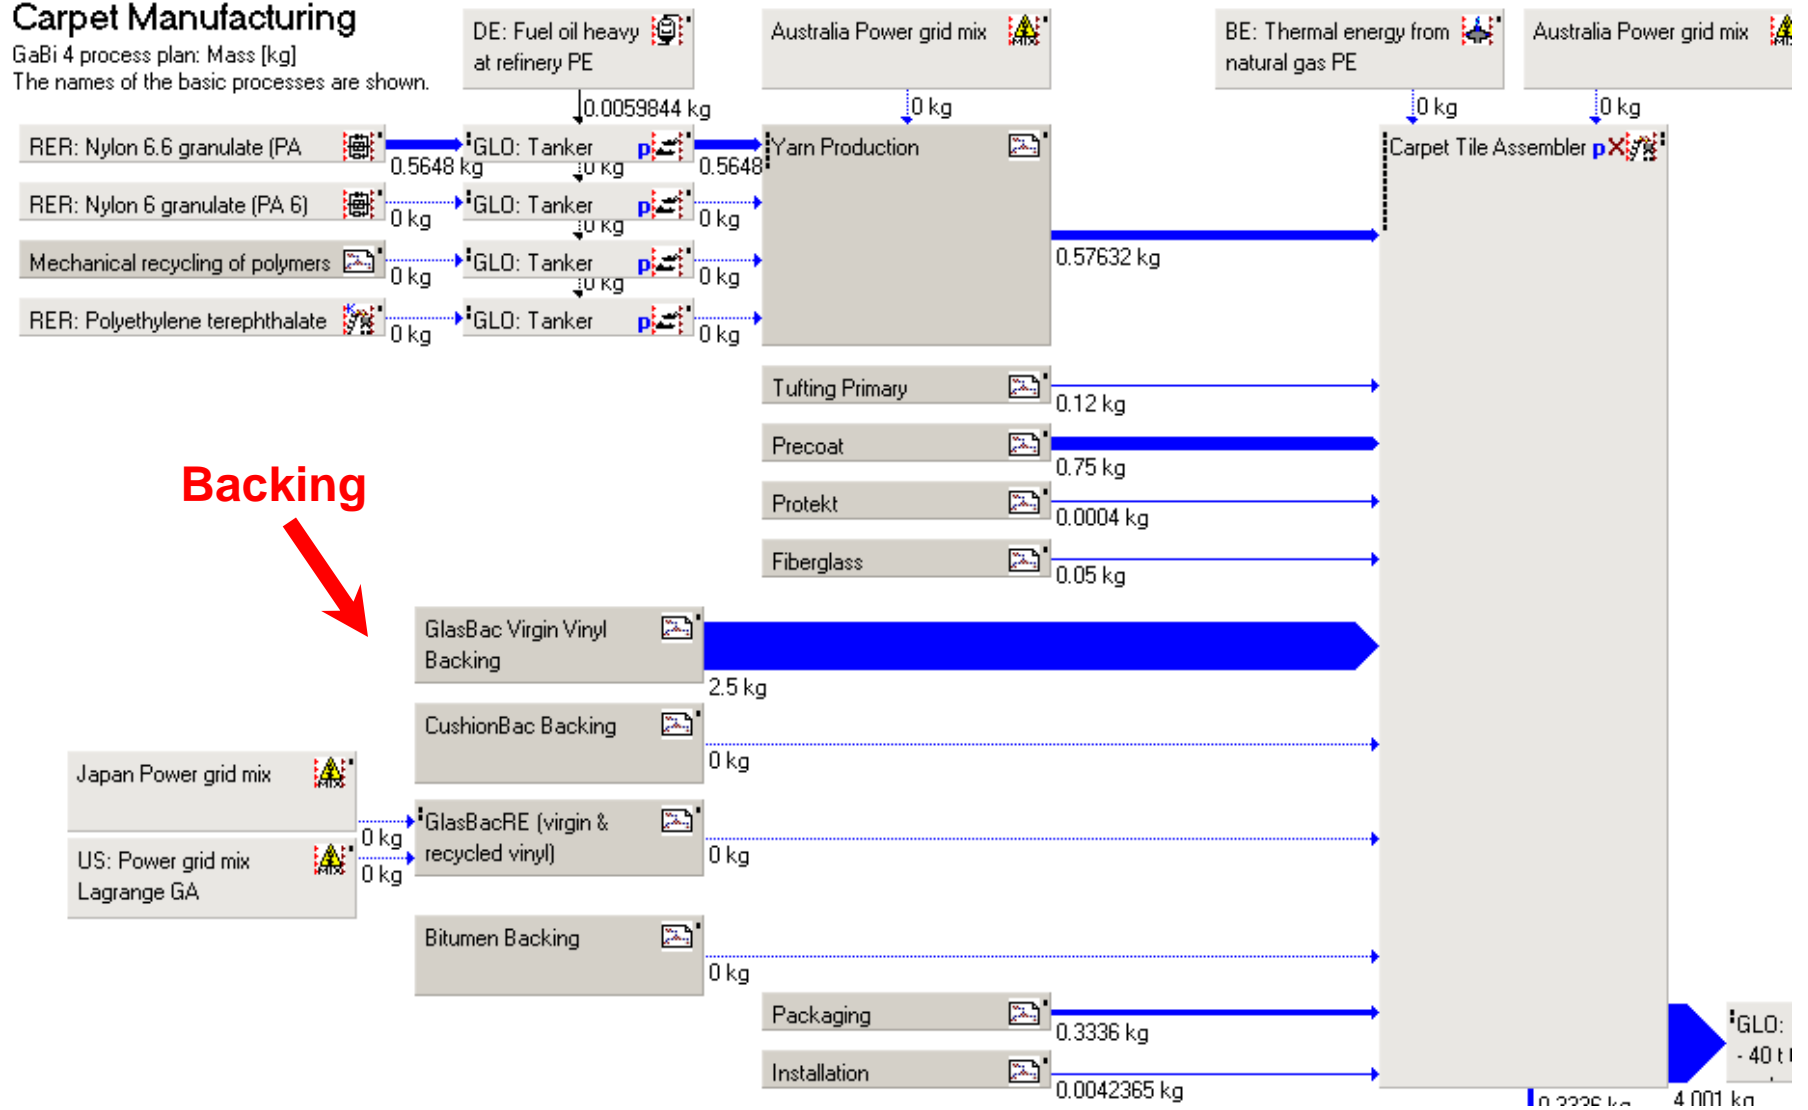 Carpet Manufacturing
GaBi 4 process plan: Mass [kg]
The names of the basic processes are shown.
DE: Fuel oil heavy
at refinery PE
Australia Power grid mix
BE: Thermal energy from
natural gas PE
Australia Power grid mix
0.0059844 kg
0 kg
0 kg
0 kg
RER: Nylon 6.6 granulate (PA
0.5648 kg
GLO: Tanker
p
0 kg
0.5648
Yarn Production
Carpet Tile Assembler
p
RER: Nylon 6 granulate (PA 6)
0 kg
GLO: Tanker
p
0 kg
0 kg
Mechanical recycling of polymers
0 kg
GLO: Tanker
p
0 kg
0 kg
RER: Polyethylene terephthalate
0 kg
GLO: Tanker
p
0 kg
0.57632 kg
Tufting Primary
0.12 kg
Precoat
0.75 kg
Protekt
0.0004 kg
Fiberglass
0.05 kg
Backing
GlasBac Virgin Vinyl
Backing
2.5 kg
CushionBac Backing
0 kg
Japan Power grid mix
0 kg
US: Power grid mix
Lagrange GA
0 kg
GlasBacRE (virgin &
recycled vinyl)
0 kg
Bitumen Backing
0 kg
Packaging
0.3336 kg
Installation
0.0042365 kg
GLO:
- 40 t
0.3336 kg
4.001 kg